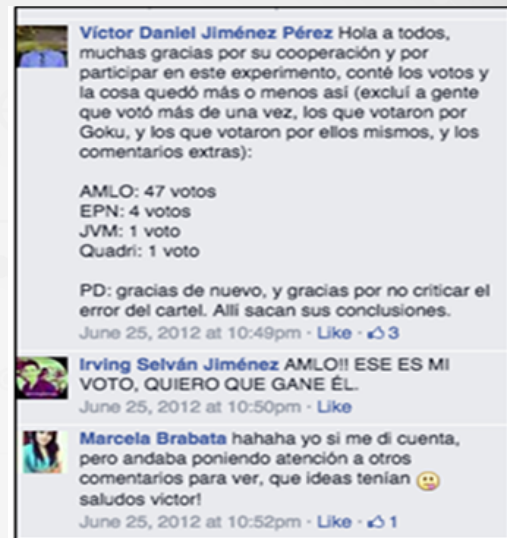 Víctor Daniel Jiménez Pérez Hola a todos,
muchas gracias por su cooperación y por
participar en este experimento, conté los votos y
la cosa quedó más o menos así (excluí a gente
que votó más de una vez, los que votaron por
Goku, y los que votaron por ellos mismos, y los
comentarios extras):
AMLO: 47 votos
EPN: 4 votos
JVM: 1 voto
Quadri: 1 voto
PD: gracias de nuevo, y gracias por no criticar el
error del cartel. Allí sacan sus conclusiones.
June 25, 2012 at 10:49pm · Like · 3
Irving Selván Jiménez AMLO!! ESE ES MI
VOTO, QUIERO QUE GANE ÉL.
June 25, 2012 at 10:50pm · Like
Marcela Brabata hahaha yo si me di cuenta,
pero andaba poniendo atención a otros
comentarios para ver, que ideas tenían
saludos victor!
June 25, 2012 at 10:52pm · Like · 1